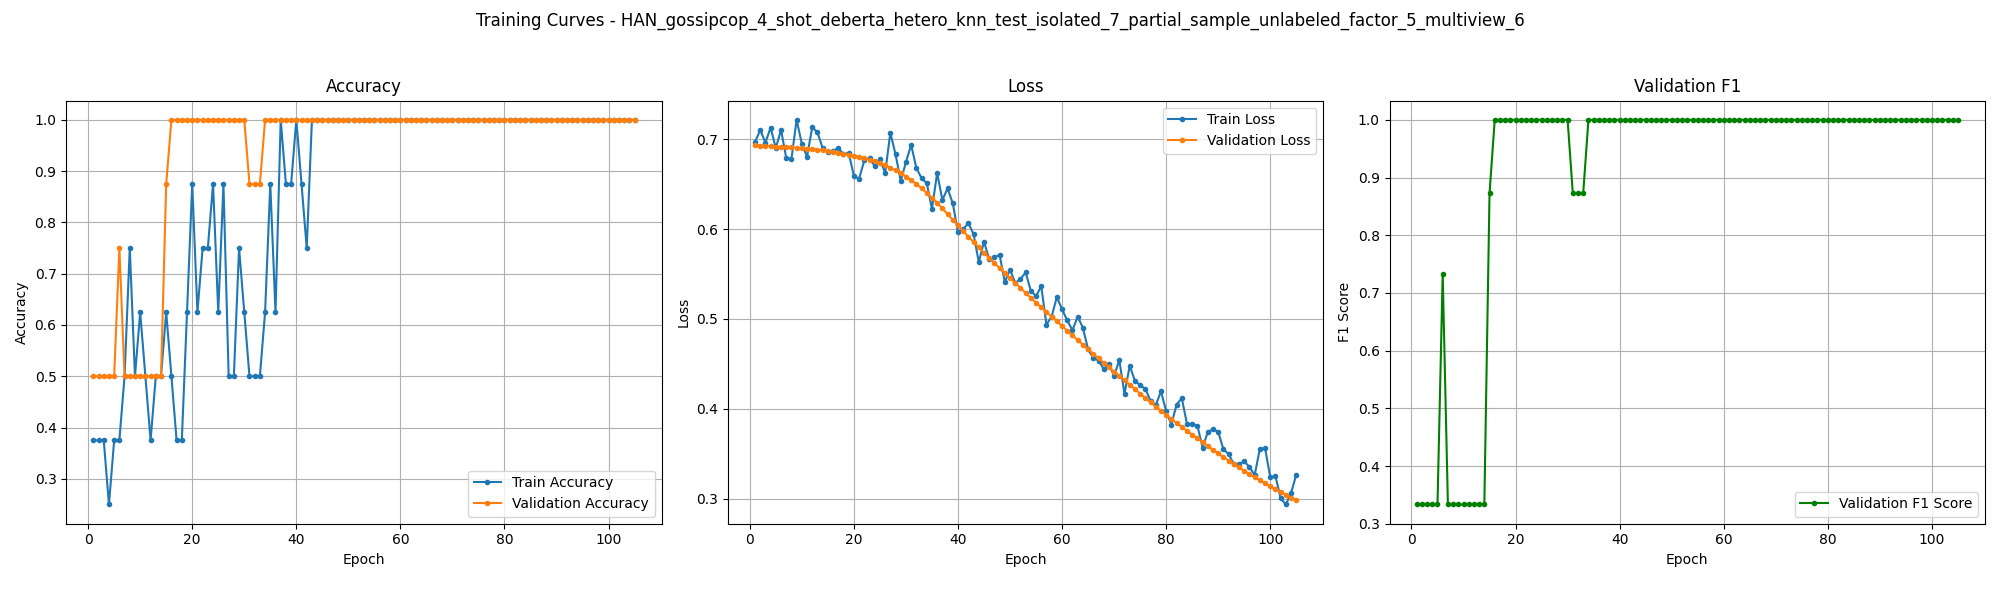 Training Curves - HAN_gossipcop_4_shot_deberta_hetero_knn_test_isolated_7_partial_sample_unlabeled_factor_5_multiview_6
Accuracy
1.0
0.9
0.8
0.7
0.6
0.5
0.4
0.3
Accuracy
0 20 40 60 80 100
Epoch
Train Accuracy
Validation Accuracy
Loss
0.7
0.6
0.5
0.4
0.3
Loss
0 20 40 60 80 100
Epoch
Train Loss
Validation Loss
Validation F1
1.0
0.9
0.8
0.7
0.6
0.5
0.4
0.3
F1 Score
0 20 40 60 80 100
Epoch
Validation F1 Score